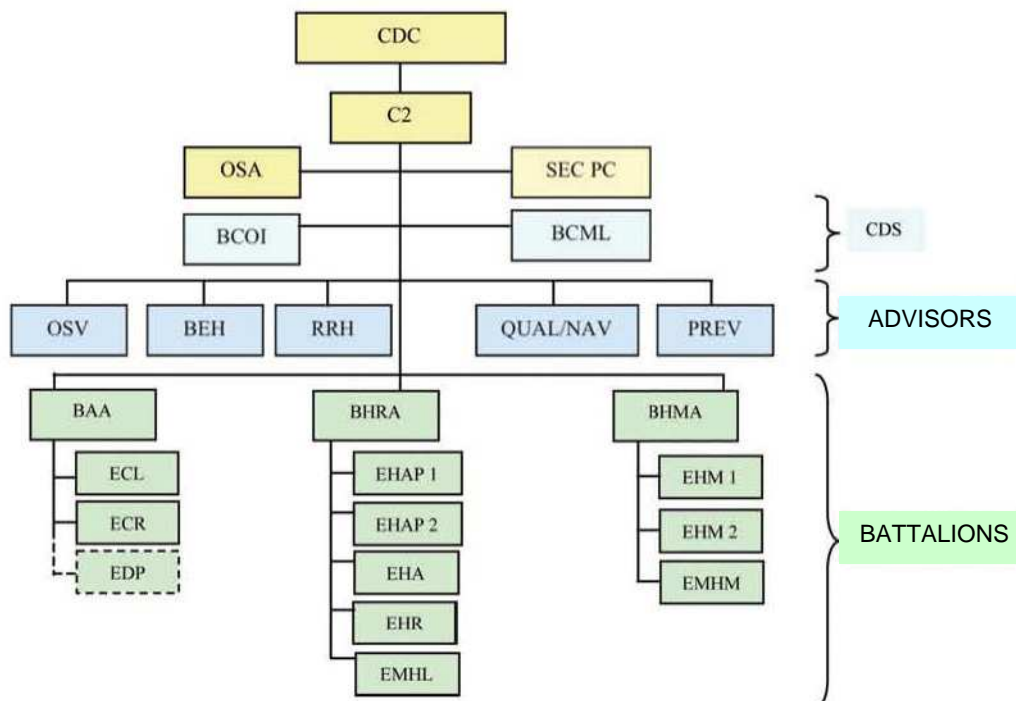 CDC
C2
OSA
SEC PC
BCOI
BCML
CDS
OSV
BEH
RRH
QUAL/NAV
PREV
ADVISORS
BAA
BHRA
BHMA
ECL
EHAP 1
EHM 1
ECR
EHAP 2
EHM 2
BATTALIONS
EDP
EHA
EMHM
EHR
EMHL